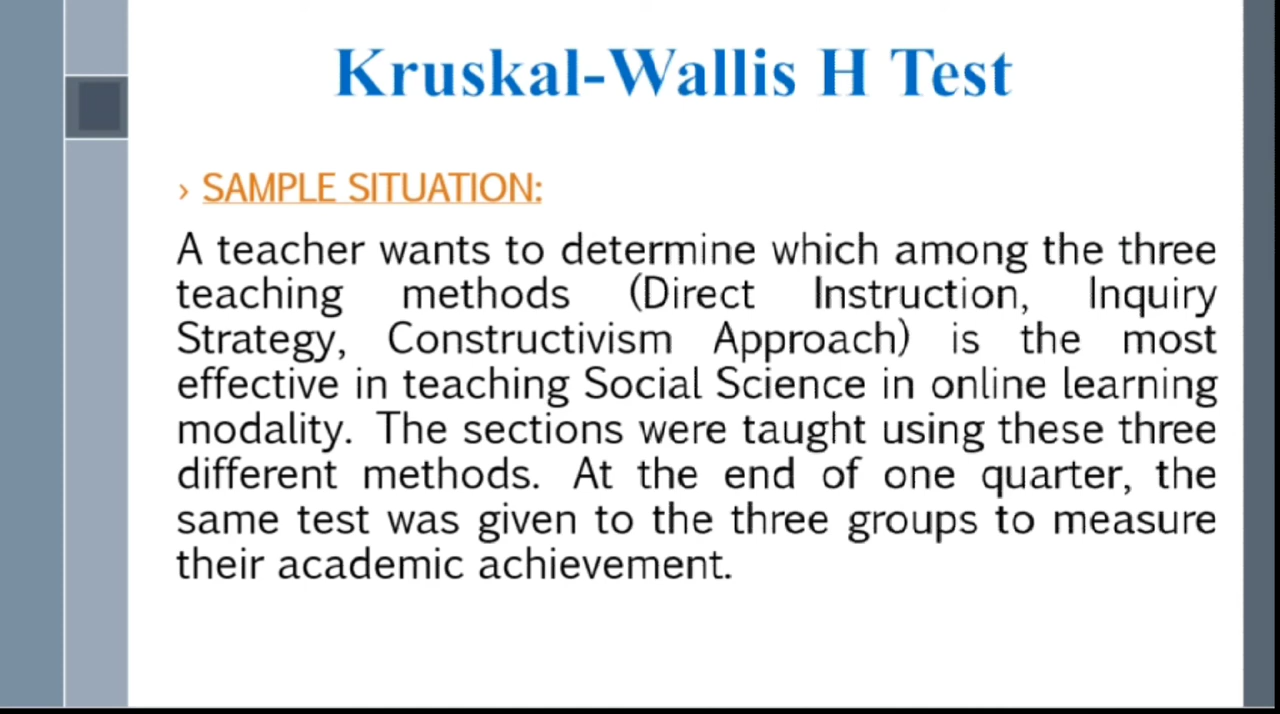 Kruskal-Wallis H Test
› SAMPLE SITUATION:
A teacher wants to determine which among the three
teaching methods (Direct Instruction, Inquiry
Strategy, Constructivism Approach) is the most
effective in teaching Social Science in online learning
modality. The sections were taught using these three
different methods. At the end of one quarter, the
same test was given to the three groups to measure
their academic achievement.